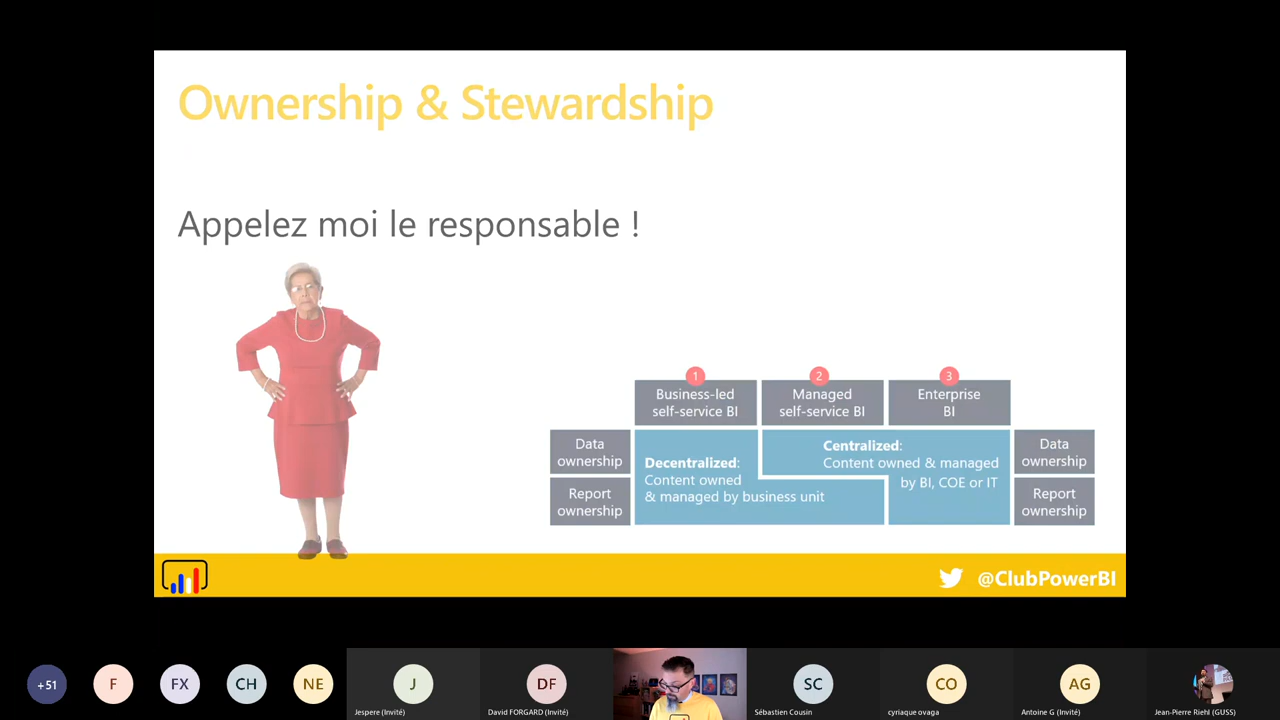 Ownership & Stewardship
Appelez moi le responsable !
1
2
3
Business-led
self-service BI
Managed
self-service BI
Enterprise
BI
Data
ownership
Report
ownership
Decentralized:
Content owned
& managed by business unit
Centralized:
Content owned & managed
by BI, COE or IT
Data
ownership
Report
ownership
@ClubPowerBI
+51
F
FX
CH
NE
J
Jespere (Invité)
DF
David FORGARD (Invité)
SC
Sébastien Cousin
CO
cyriaque ovaga
AG
Antoine G (Invité)
Jean-Pierre Riehl (GUSS)